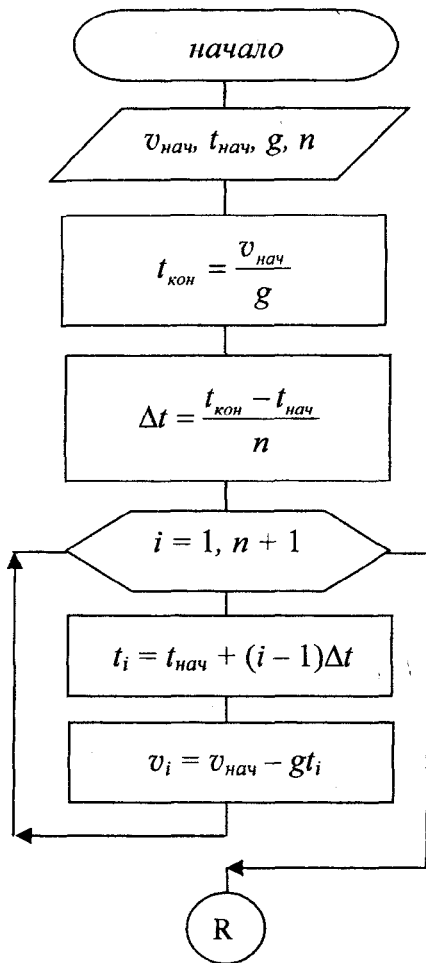 начало
v_нач, t_нач, g, n
t_кон = v_нач / g
Δt = (t_кон − t_нач) / n
i = 1, n + 1
t_i = t_нач + (i − 1)Δt
v_i = v_нач − gt_i
R